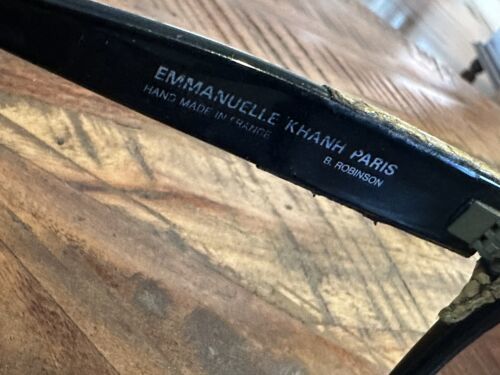 EMMANUELLE KHANH PARIS
HAND MADE IN FRANCE
B. ROBINSON